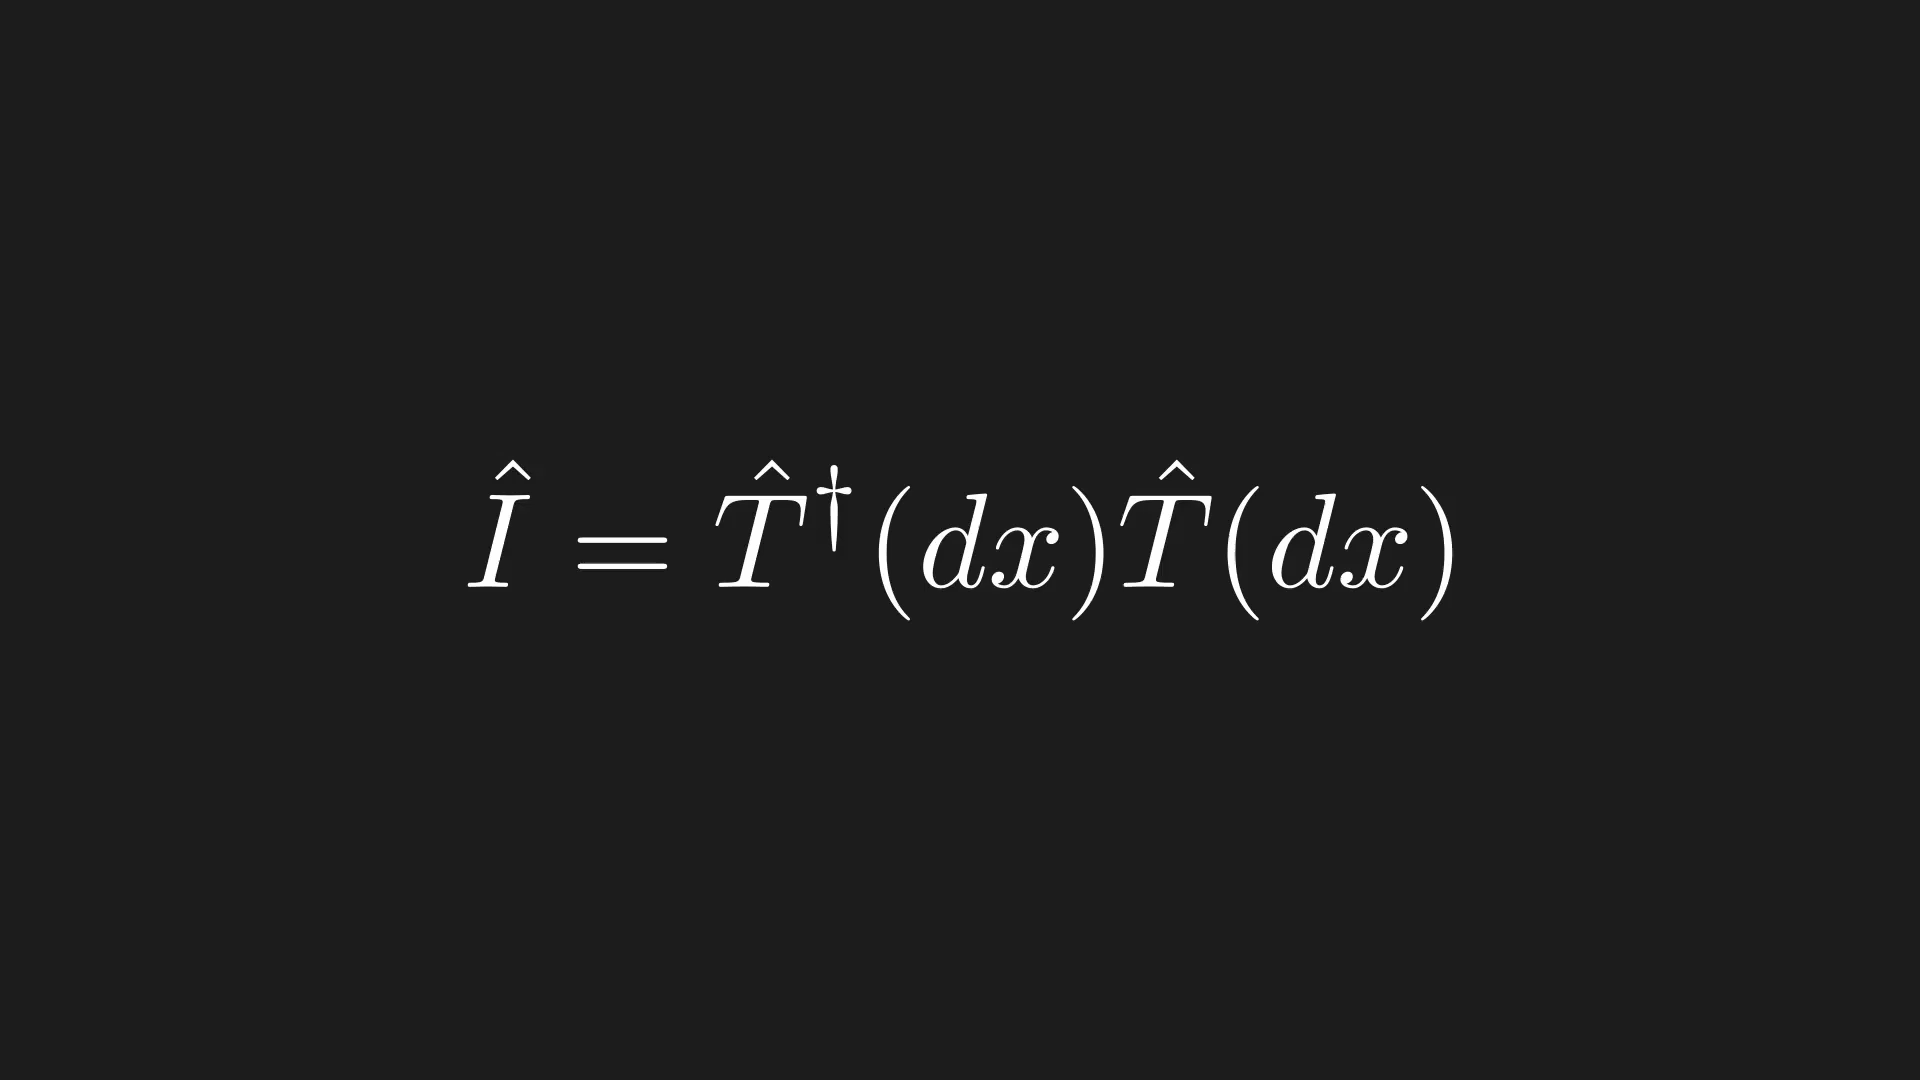 Î = T̂†(dx)T̂(dx)